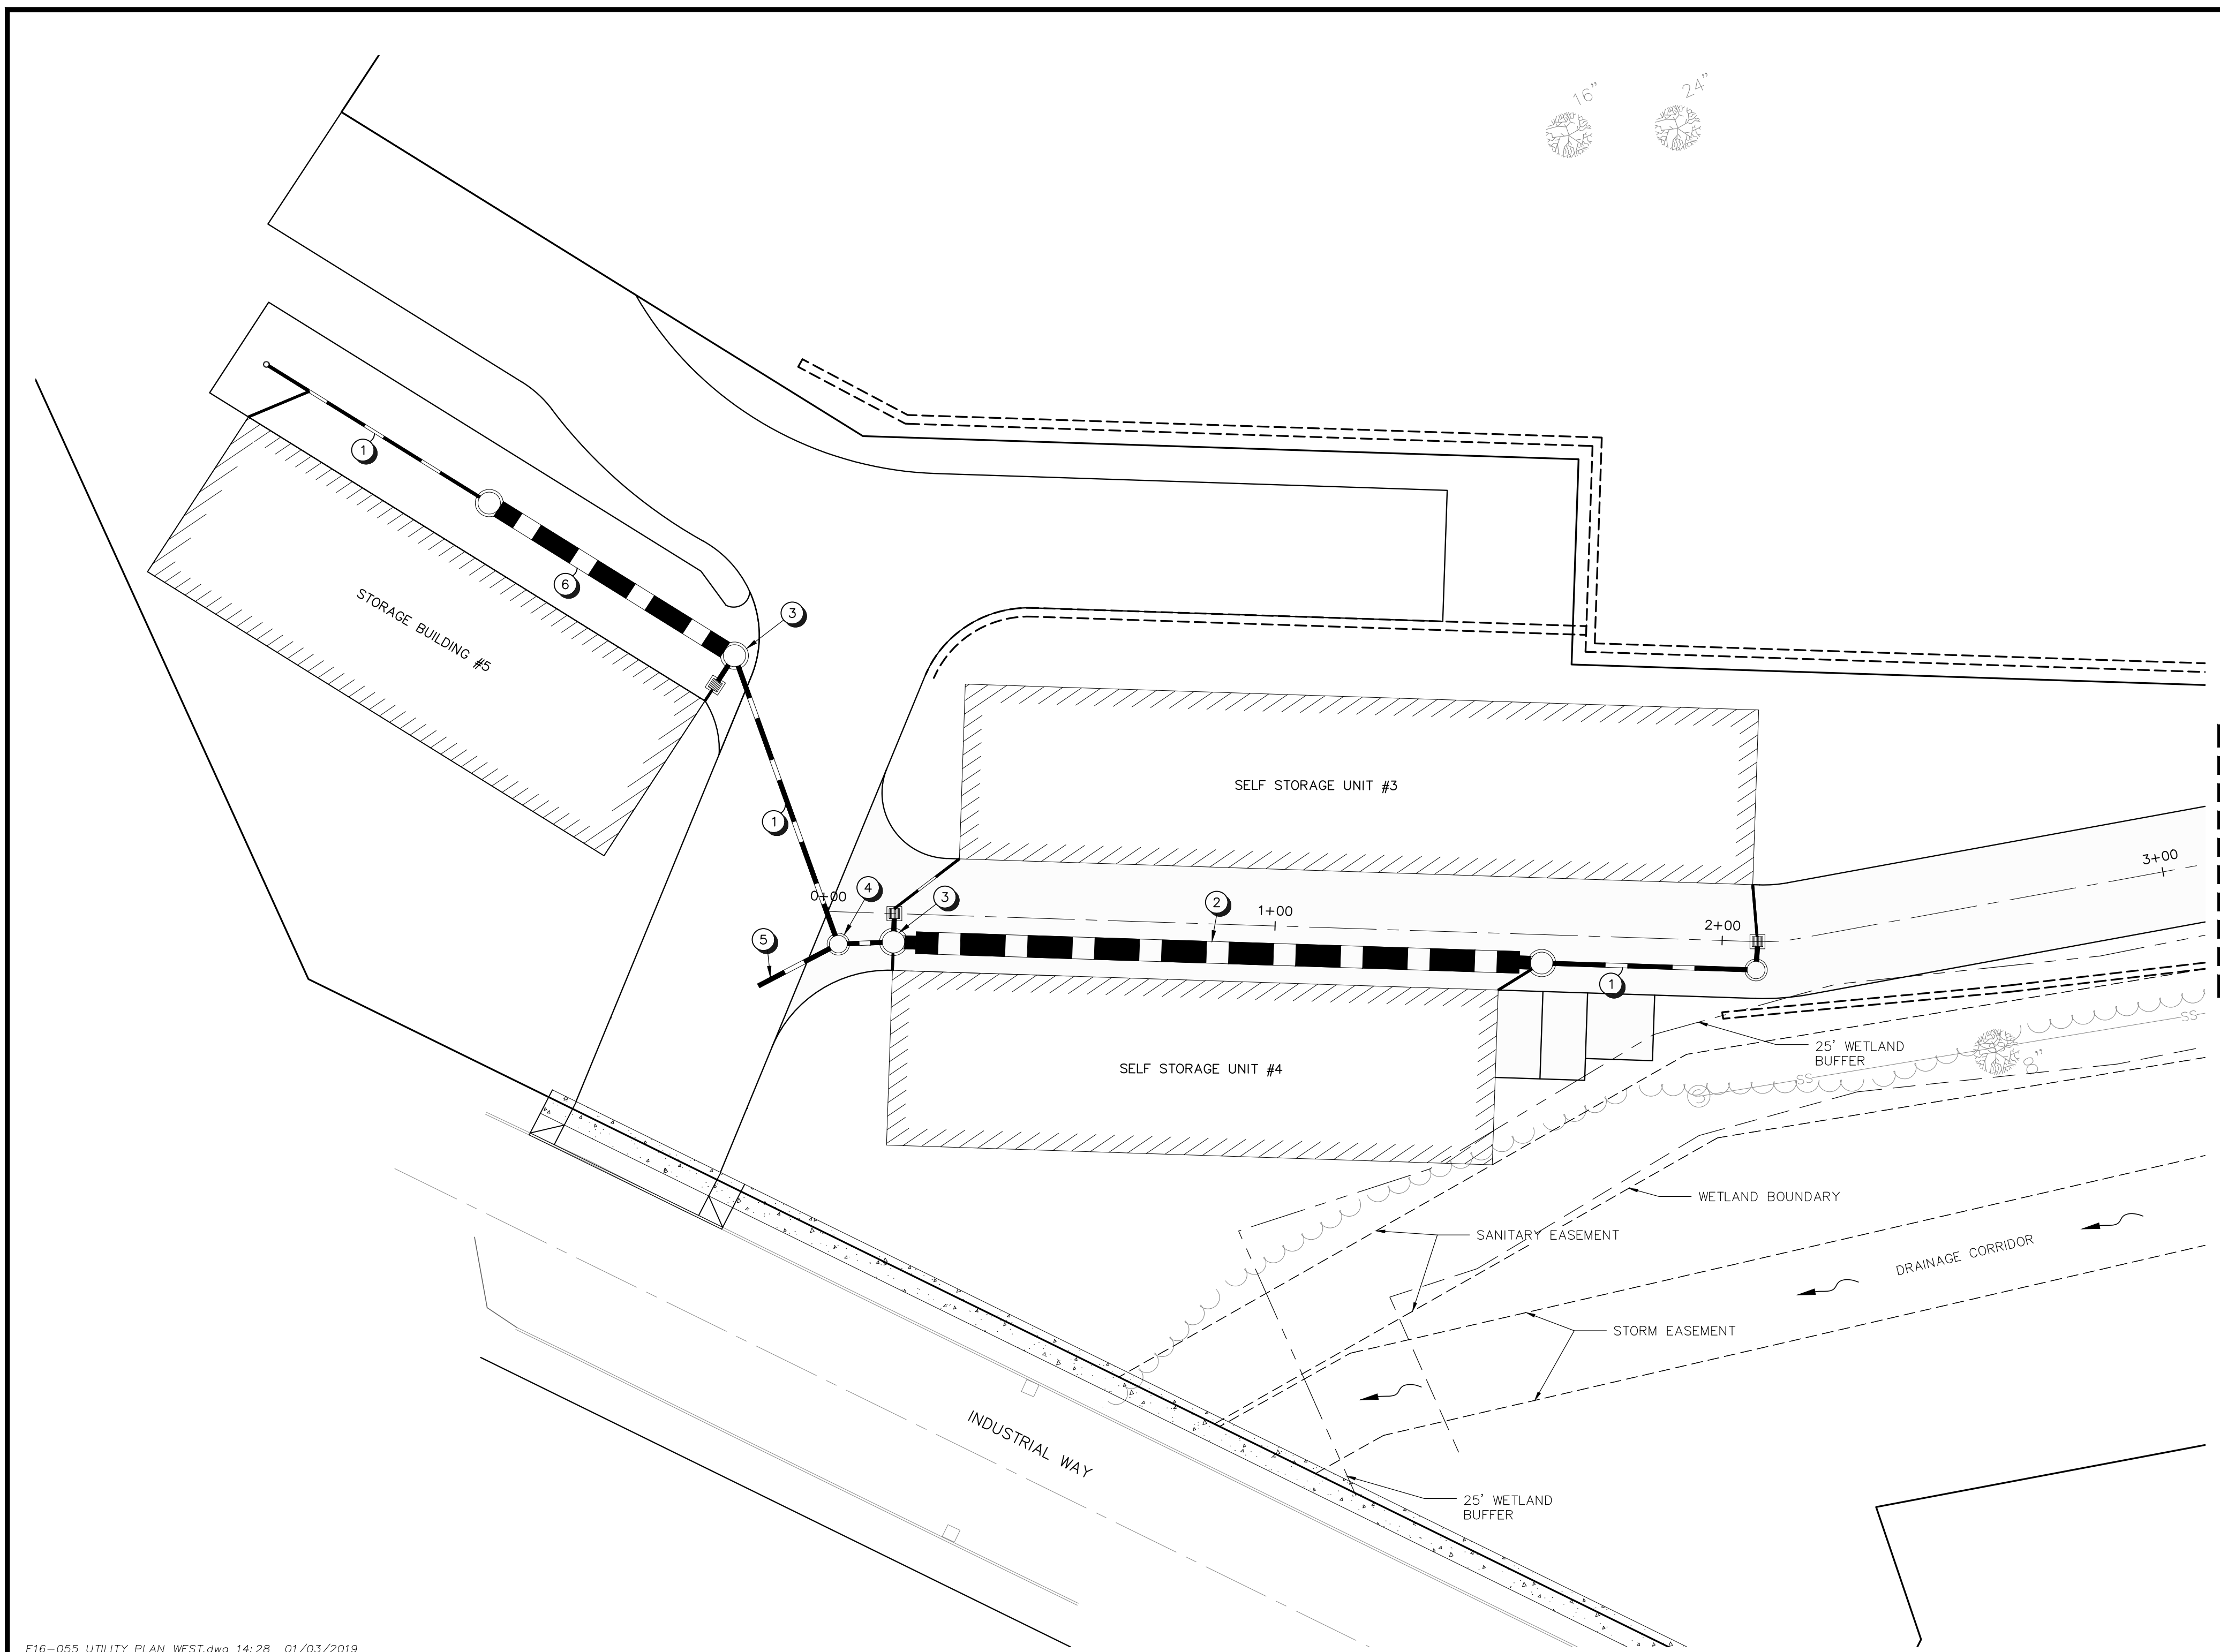 16"
24"
1
6
STORAGE BUILDING #5
3
SELF STORAGE UNIT #3
1
3+00
0+00
4
3
2
1+00
2+00
5
1
SS
25' WETLAND
BUFFER
8"
SS
S
SELF STORAGE UNIT #4
WETLAND BOUNDARY
SANITARY EASEMENT
DRAINAGE CORRIDOR
STORM EASEMENT
INDUSTRIAL WAY
25' WETLAND
BUFFER
F16-055 UTILITY PLAN WEST.dwg 14:28 01/03/2019